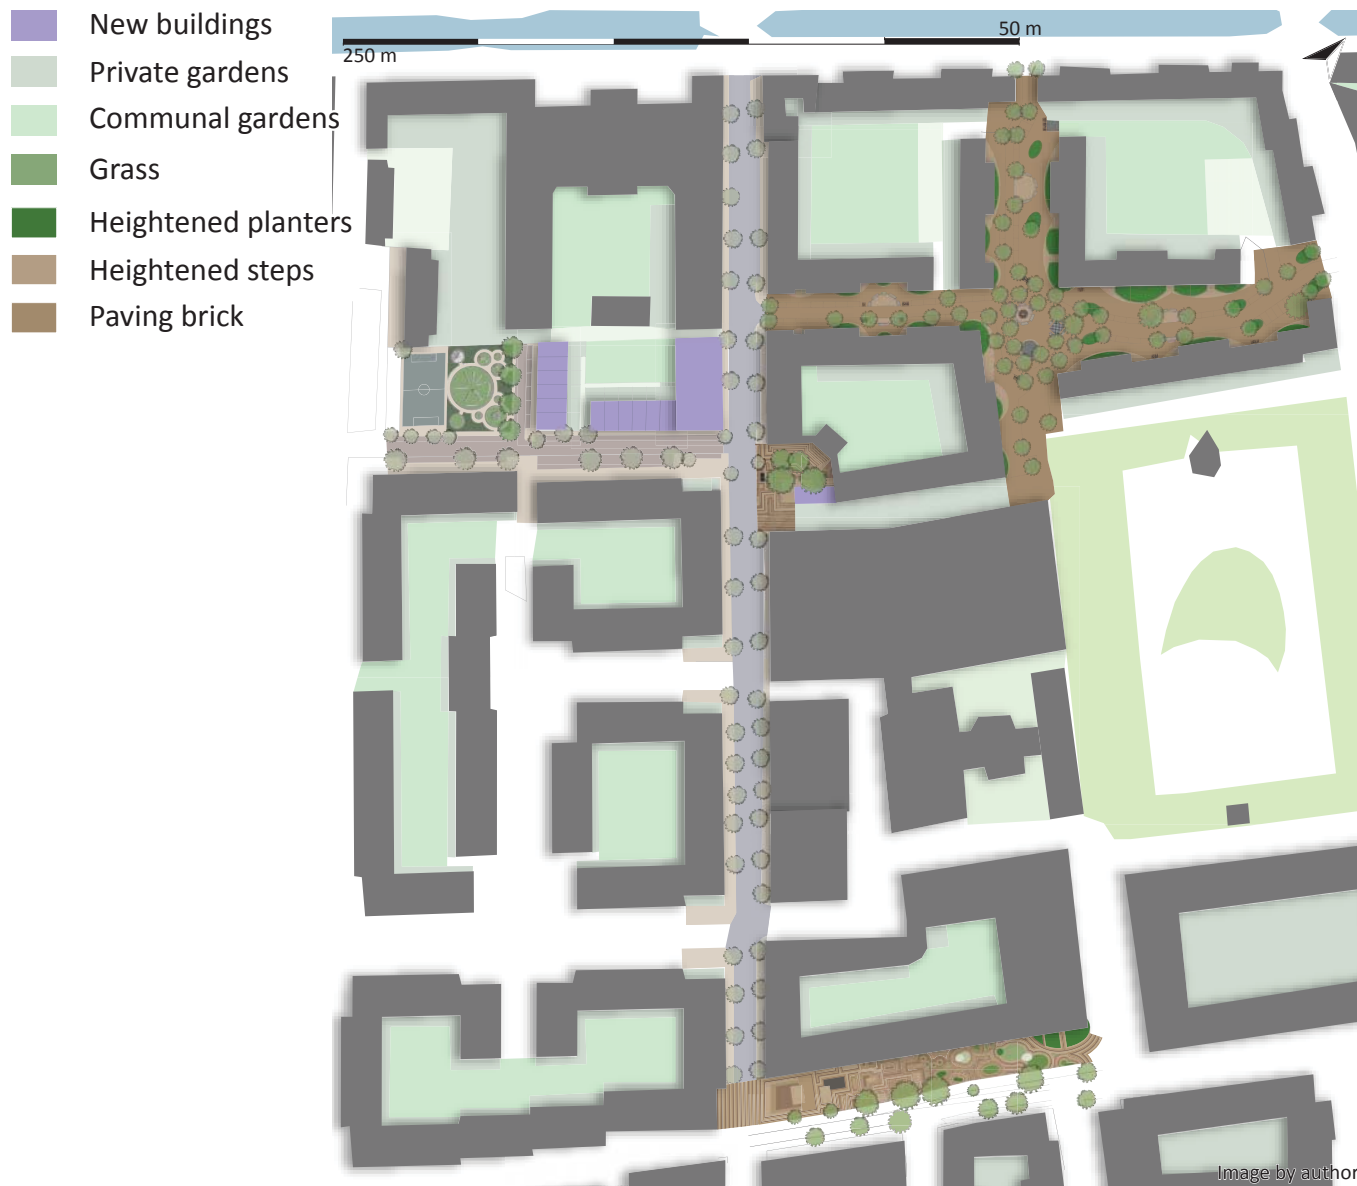 New buildings
Private gardens
Communal gardens
Grass
Heightened planters
Heightened steps
Paving brick
50 m
250 m
Image by author